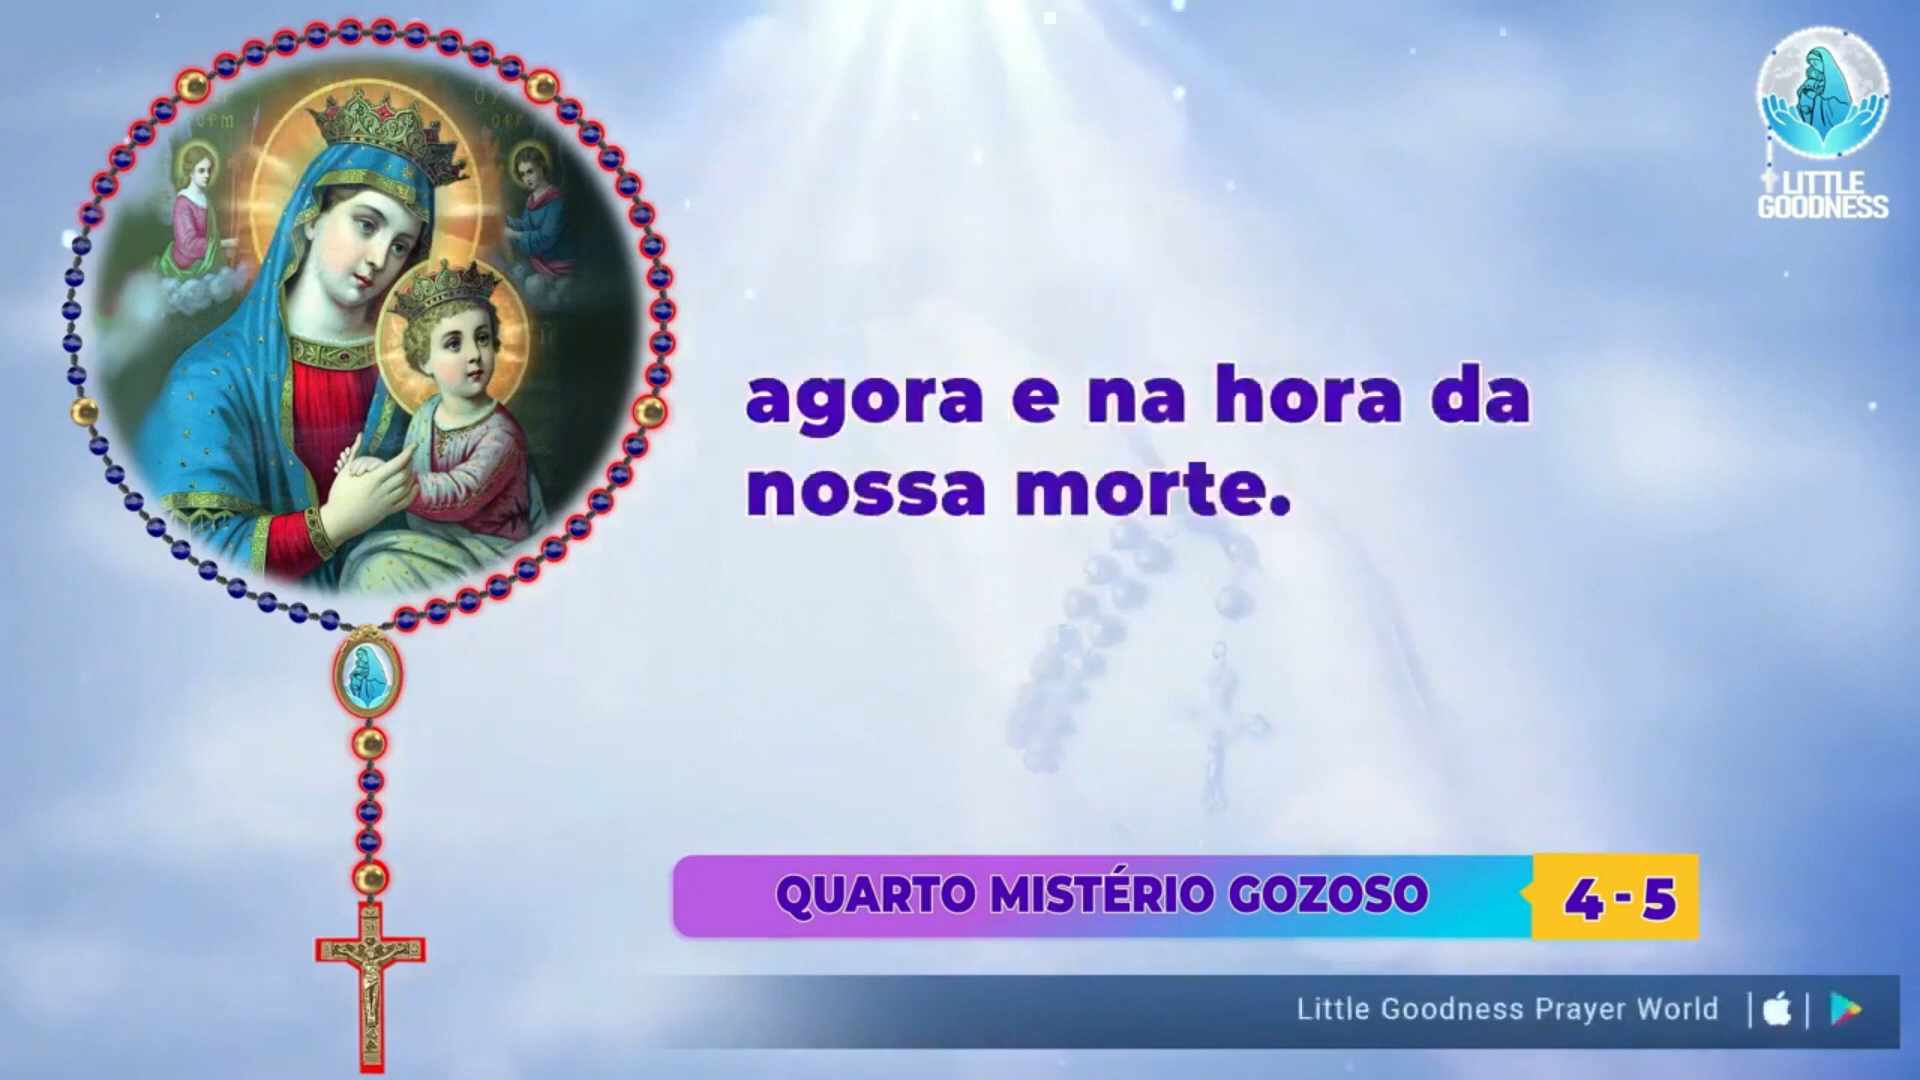 LITTLE
GOODNESS
agora e na hora da
nossa morte.
QUARTO MISTÉRIO GOZOSO
4 - 5
Little Goodness Prayer World